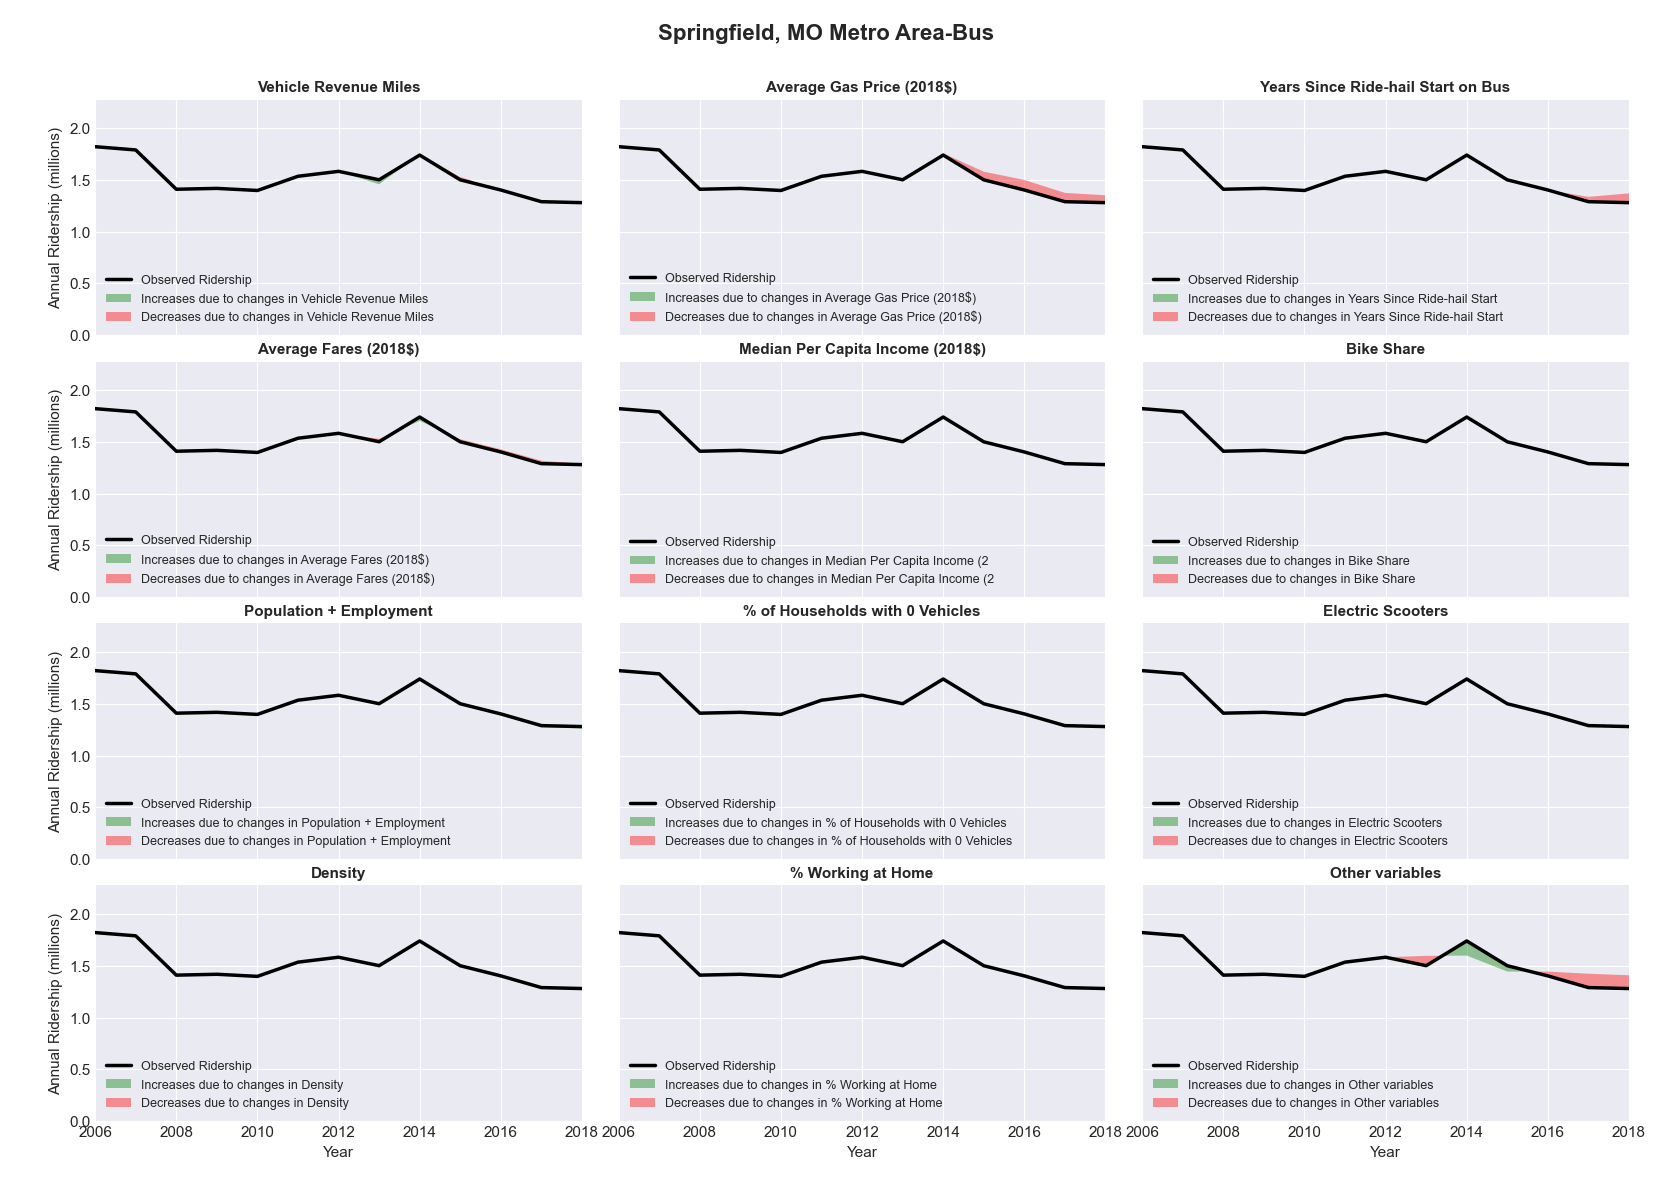 Springfield, MO Metro Area-Bus
Vehicle Revenue Miles
Average Gas Price (2018$)
Years Since Ride-hail Start on Bus
Annual Ridership (millions)
2.0
1.5
1.0
0.5
0.0
Observed Ridership
Increases due to changes in Vehicle Revenue Miles
Decreases due to changes in Vehicle Revenue Miles
Observed Ridership
Increases due to changes in Average Gas Price (2018$)
Decreases due to changes in Average Gas Price (2018$)
Observed Ridership
Increases due to changes in Years Since Ride-hail Start
Decreases due to changes in Years Since Ride-hail Start
Average Fares (2018$)
Median Per Capita Income (2018$)
Bike Share
Annual Ridership (millions)
2.0
1.5
1.0
0.5
0.0
Observed Ridership
Increases due to changes in Average Fares (2018$)
Decreases due to changes in Average Fares (2018$)
Observed Ridership
Increases due to changes in Median Per Capita Income (2
Decreases due to changes in Median Per Capita Income (2
Observed Ridership
Increases due to changes in Bike Share
Decreases due to changes in Bike Share
Population + Employment
% of Households with 0 Vehicles
Electric Scooters
Annual Ridership (millions)
2.0
1.5
1.0
0.5
0.0
Observed Ridership
Increases due to changes in Population + Employment
Decreases due to changes in Population + Employment
Observed Ridership
Increases due to changes in % of Households with 0 Vehicles
Decreases due to changes in % of Households with 0 Vehicles
Observed Ridership
Increases due to changes in Electric Scooters
Decreases due to changes in Electric Scooters
Density
% Working at Home
Other variables
Annual Ridership (millions)
2.0
1.5
1.0
0.5
0.0
Observed Ridership
Increases due to changes in Density
Decreases due to changes in Density
Observed Ridership
Increases due to changes in % Working at Home
Decreases due to changes in % Working at Home
Observed Ridership
Increases due to changes in Other variables
Decreases due to changes in Other variables
2006 2008 2010 2012 2014 2016 2018
2006 2008 2010 2012 2014 2016 2018
2006 2008 2010 2012 2014 2016 2018
Year
Year
Year